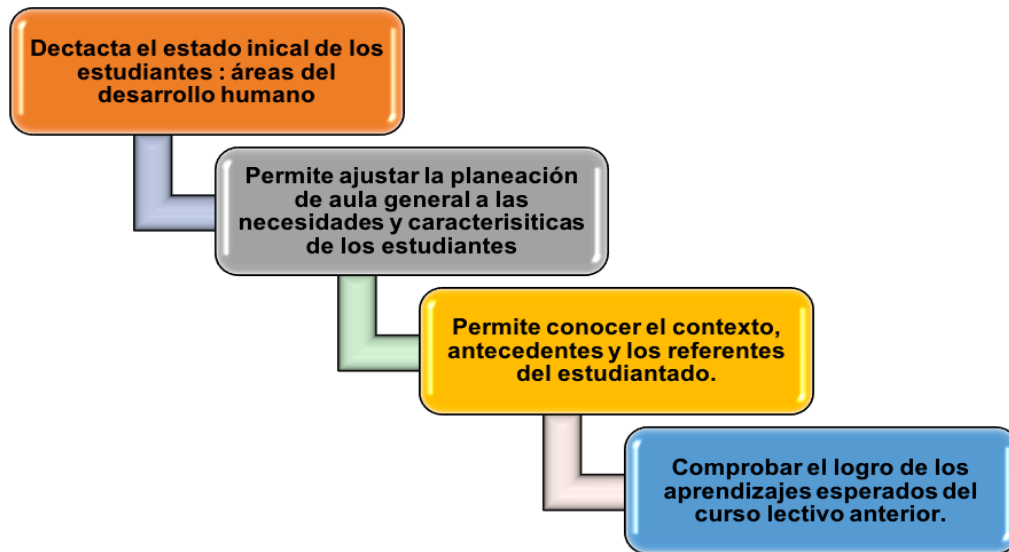 Dectacta el estado inical de los
estudiantes : áreas del
desarrollo humano
Permite ajustar la planeación
de aula general a las
necesidades y caracterisiticas
de los estudiantes
Permite conocer el contexto,
antecedentes y los referentes
del estudiantado.
Comprobar el logro de los
aprendizajes esperados del
curso lectivo anterior.